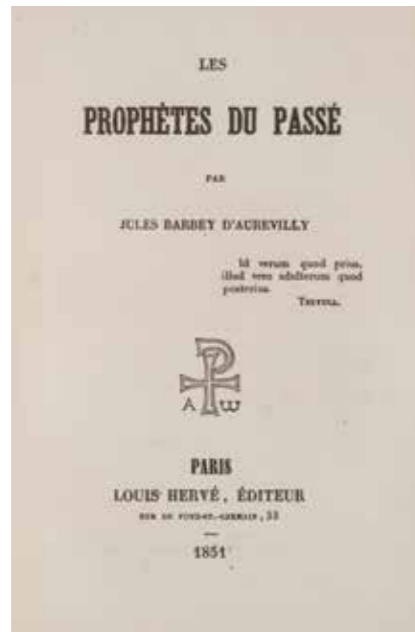 LES
PROPHÈTES DU PASSÉ
PAR
JULES BARBEY D'AUREVILLY
Id verum quod prius,
illud vero adulterum quod
posterius.
A W
PARIS
LOUIS HERVÉ, ÉDITEUR
33
1851